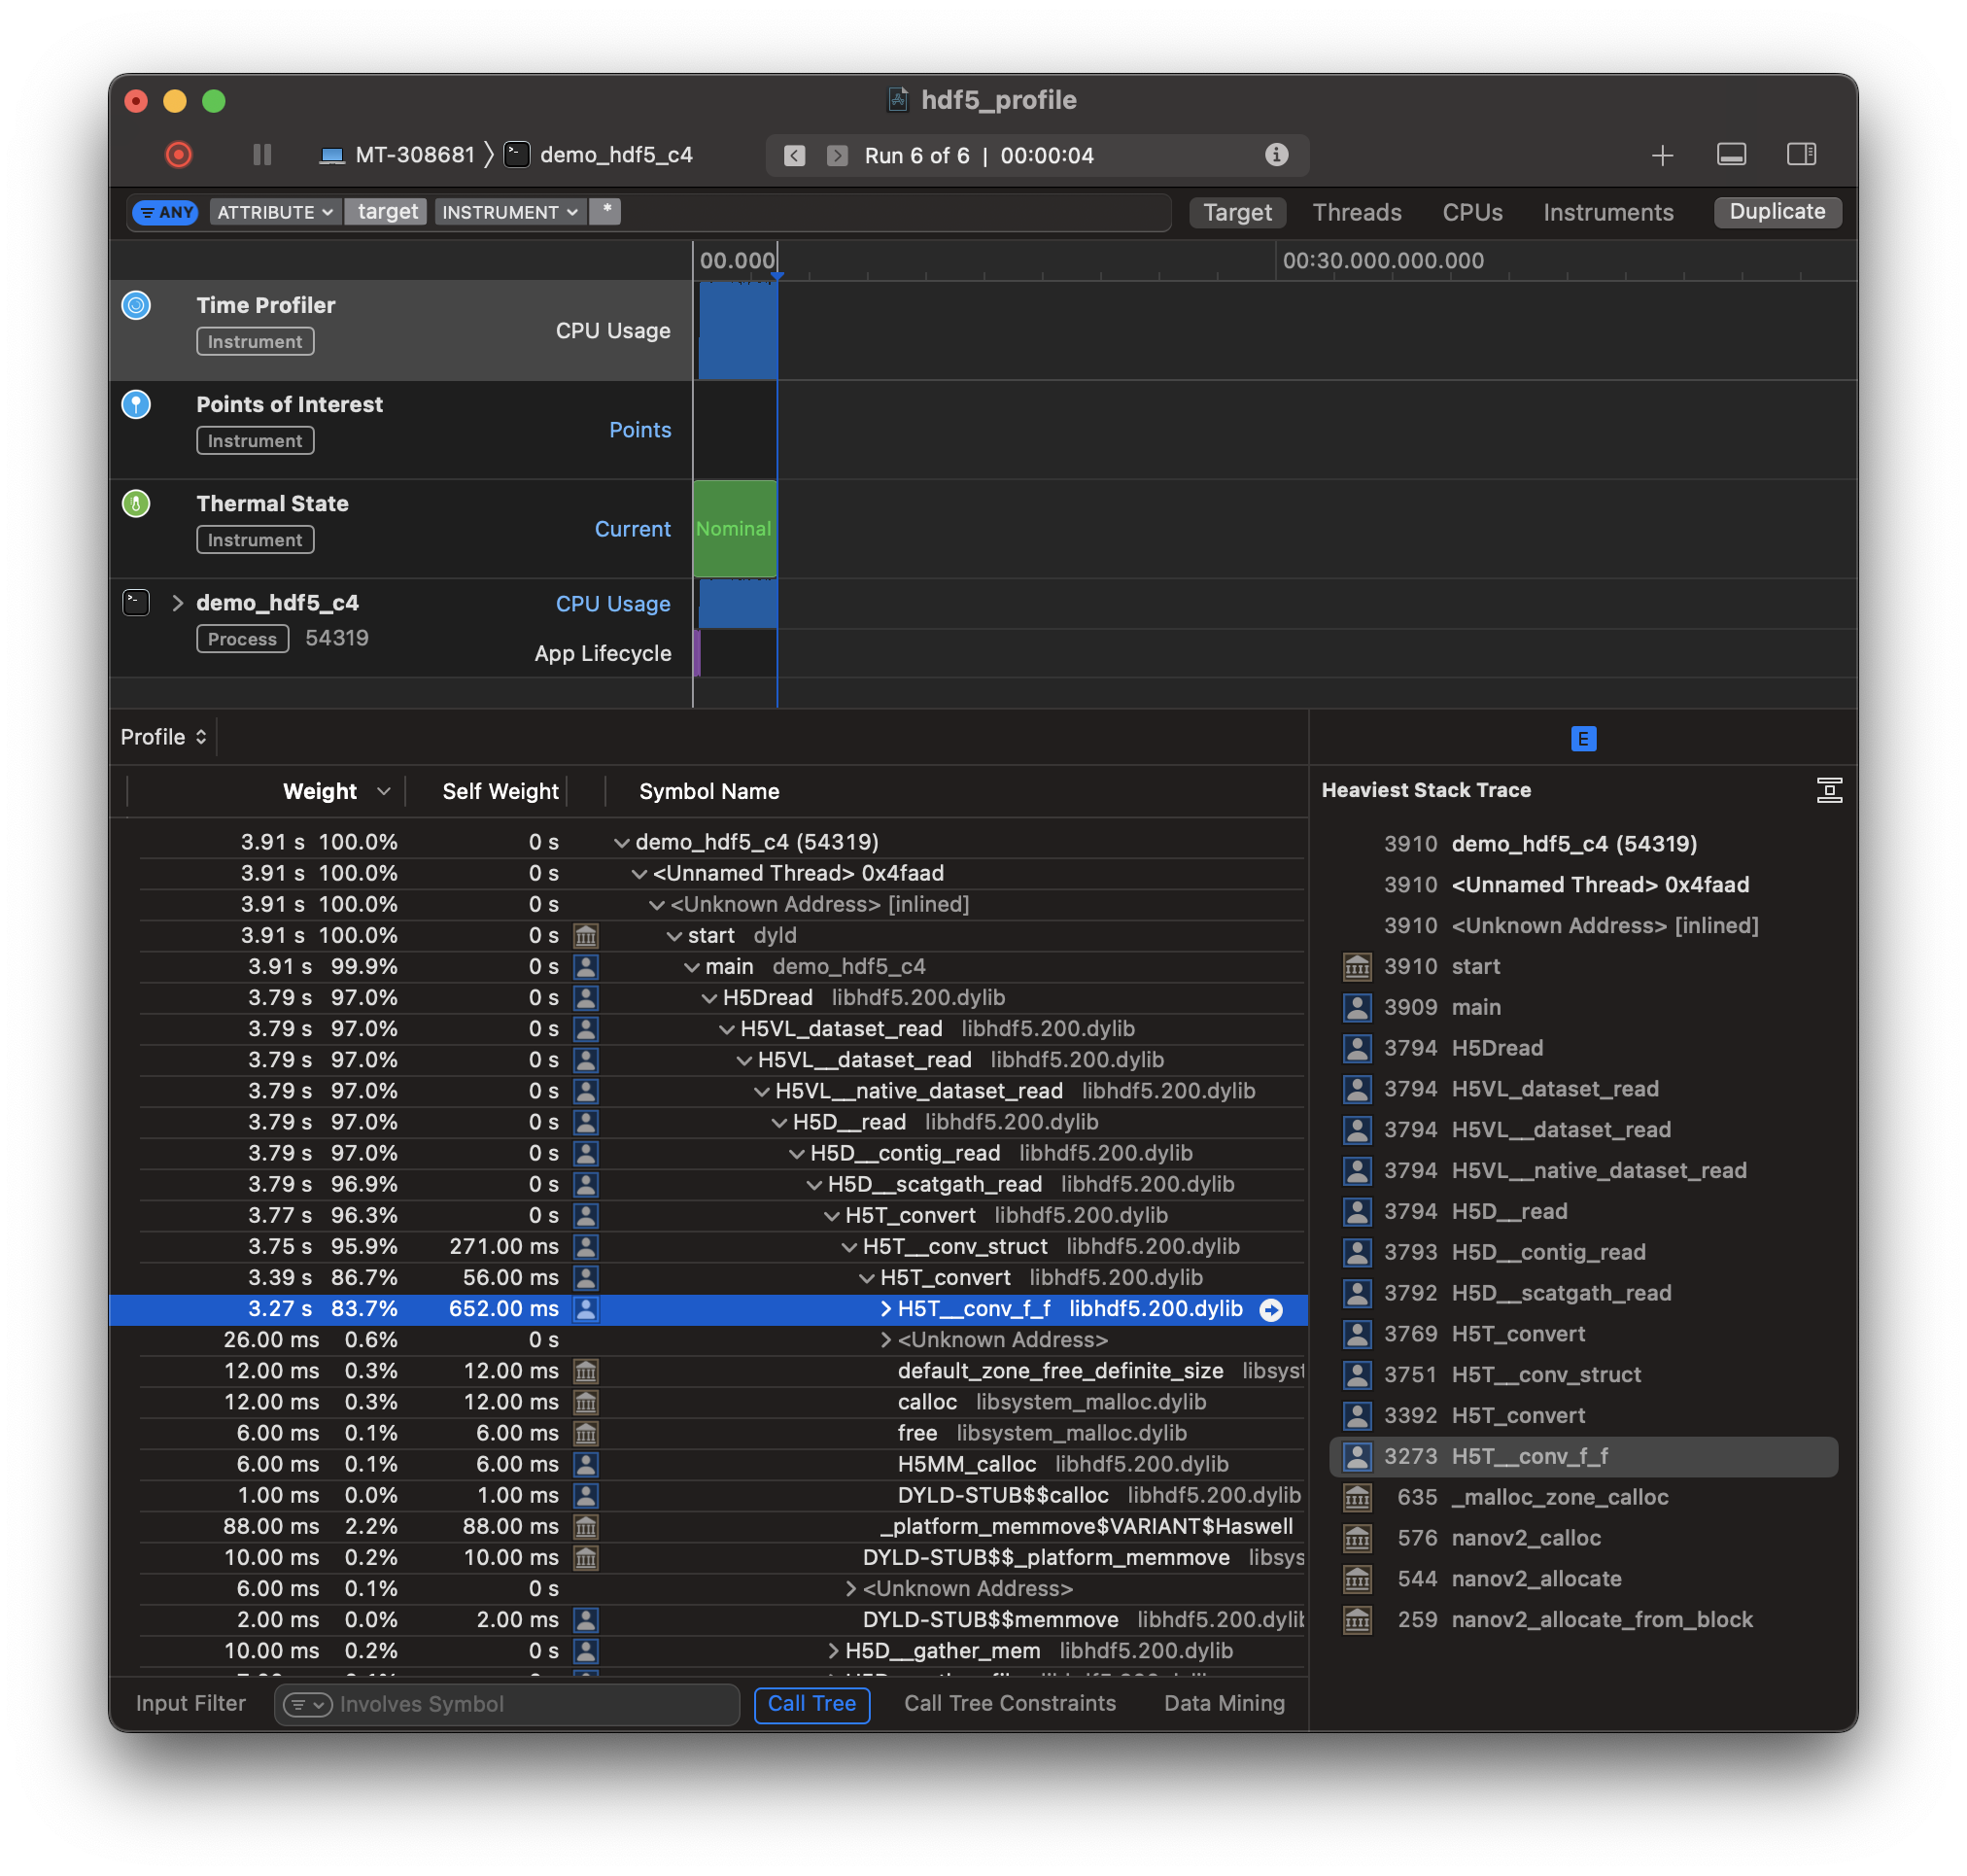 hdf5_profile
MT-308681 demo_hdf5_c4 Run 6 of 6 | 00:00:04
ANY ATTRIBUTE target INSTRUMENT * Target Threads CPUs Instruments Duplicate
00.000 00:30.000.000.000
Time Profiler
Instrument
CPU Usage
Points of Interest
Instrument
Points
Thermal State
Instrument
Current
Nominal
demo_hdf5_c4 CPU Usage
Process 54319
App Lifecycle
Profile E
Weight Self Weight Symbol Name
3.91 s 100.0% 0 s demo_hdf5_c4 (54319)
3.91 s 100.0% 0 s <Unnamed Thread> 0x4faad
3.91 s 100.0% 0 s <Unknown Address> [inlined]
3.91 s 100.0% 0 s start dyld
3.91 s 99.9% 0 s main demo_hdf5_c4
3.79 s 97.0% 0 s H5Dread libhdf5.200.dylib
3.79 s 97.0% 0 s H5VL_dataset_read libhdf5.200.dylib
3.79 s 97.0% 0 s H5VL__dataset_read libhdf5.200.dylib
3.79 s 97.0% 0 s H5VL__native_dataset_read libhdf5.200.dylib
3.79 s 97.0% 0 s H5D__read libhdf5.200.dylib
3.79 s 97.0% 0 s H5D__contig_read libhdf5.200.dylib
3.79 s 96.9% 0 s H5D__scatgath_read libhdf5.200.dylib
3.77 s 96.3% 0 s H5T_convert libhdf5.200.dylib
3.75 s 95.9% 271.00 ms H5T__conv_struct libhdf5.200.dylib
3.39 s 86.7% 56.00 ms H5T_convert libhdf5.200.dylib
3.27 s 83.7% 652.00 ms H5T__conv_f_f libhdf5.200.dylib
26.00 ms 0.6% 0 s <Unknown Address>
12.00 ms 0.3% 12.00 ms default_zone_free_definite_size libsyst
12.00 ms 0.3% 12.00 ms calloc libsystem_malloc.dylib
6.00 ms 0.1% 6.00 ms free libsystem_malloc.dylib
6.00 ms 0.1% 6.00 ms H5MM_calloc libhdf5.200.dylib
1.00 ms 0.0% 1.00 ms DYLD-STUB$$calloc libhdf5.200.dylib
88.00 ms 2.2% 88.00 ms _platform_memmove$VARIANT$Haswell
10.00 ms 0.2% 10.00 ms DYLD-STUB$$_platform_memmove libsys
6.00 ms 0.1% 0 s <Unknown Address>
2.00 ms 0.0% 2.00 ms DYLD-STUB$$memmove libhdf5.200.dylib
10.00 ms 0.2% 0 s H5D__gather_mem libhdf5.200.dylib
Heaviest Stack Trace
3910 demo_hdf5_c4 (54319)
3910 <Unnamed Thread> 0x4faad
3910 <Unknown Address> [inlined]
3910 start
3909 main
3794 H5Dread
3794 H5VL_dataset_read
3794 H5VL__dataset_read
3794 H5VL__native_dataset_read
3794 H5D__read
3793 H5D__contig_read
3792 H5D__scatgath_read
3769 H5T_convert
3751 H5T__conv_struct
3392 H5T_convert
3273 H5T__conv_f_f
635 _malloc_zone_calloc
576 nanov2_calloc
544 nanov2_allocate
259 nanov2_allocate_from_block
Input Filter Involves Symbol Call Tree Call Tree Constraints Data Mining